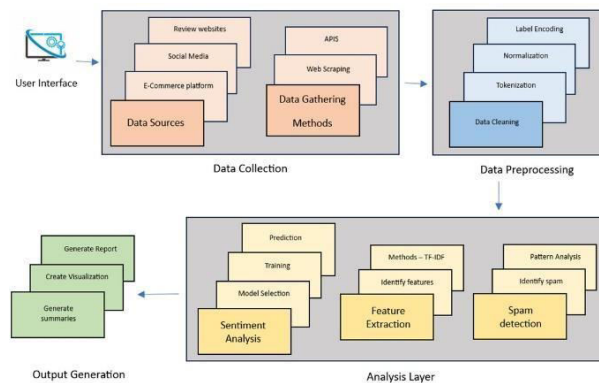 User Interface
Review websites
Social Media
E-Commerce platform
Data Sources
APIS
Web Scraping
Data Gathering
Methods
Data Collection
Label Encoding
Normalization
Tokenization
Data Cleaning
Data Preprocessing
Generate Report
Create Visualization
Generate
summaries
Output Generation
Prediction
Training
Model Selection
Sentiment
Analysis
Methods – TF-IDF
Identify features
Feature
Extraction
Pattern Analysis
Identify spam
Spam
detection
Analysis Layer